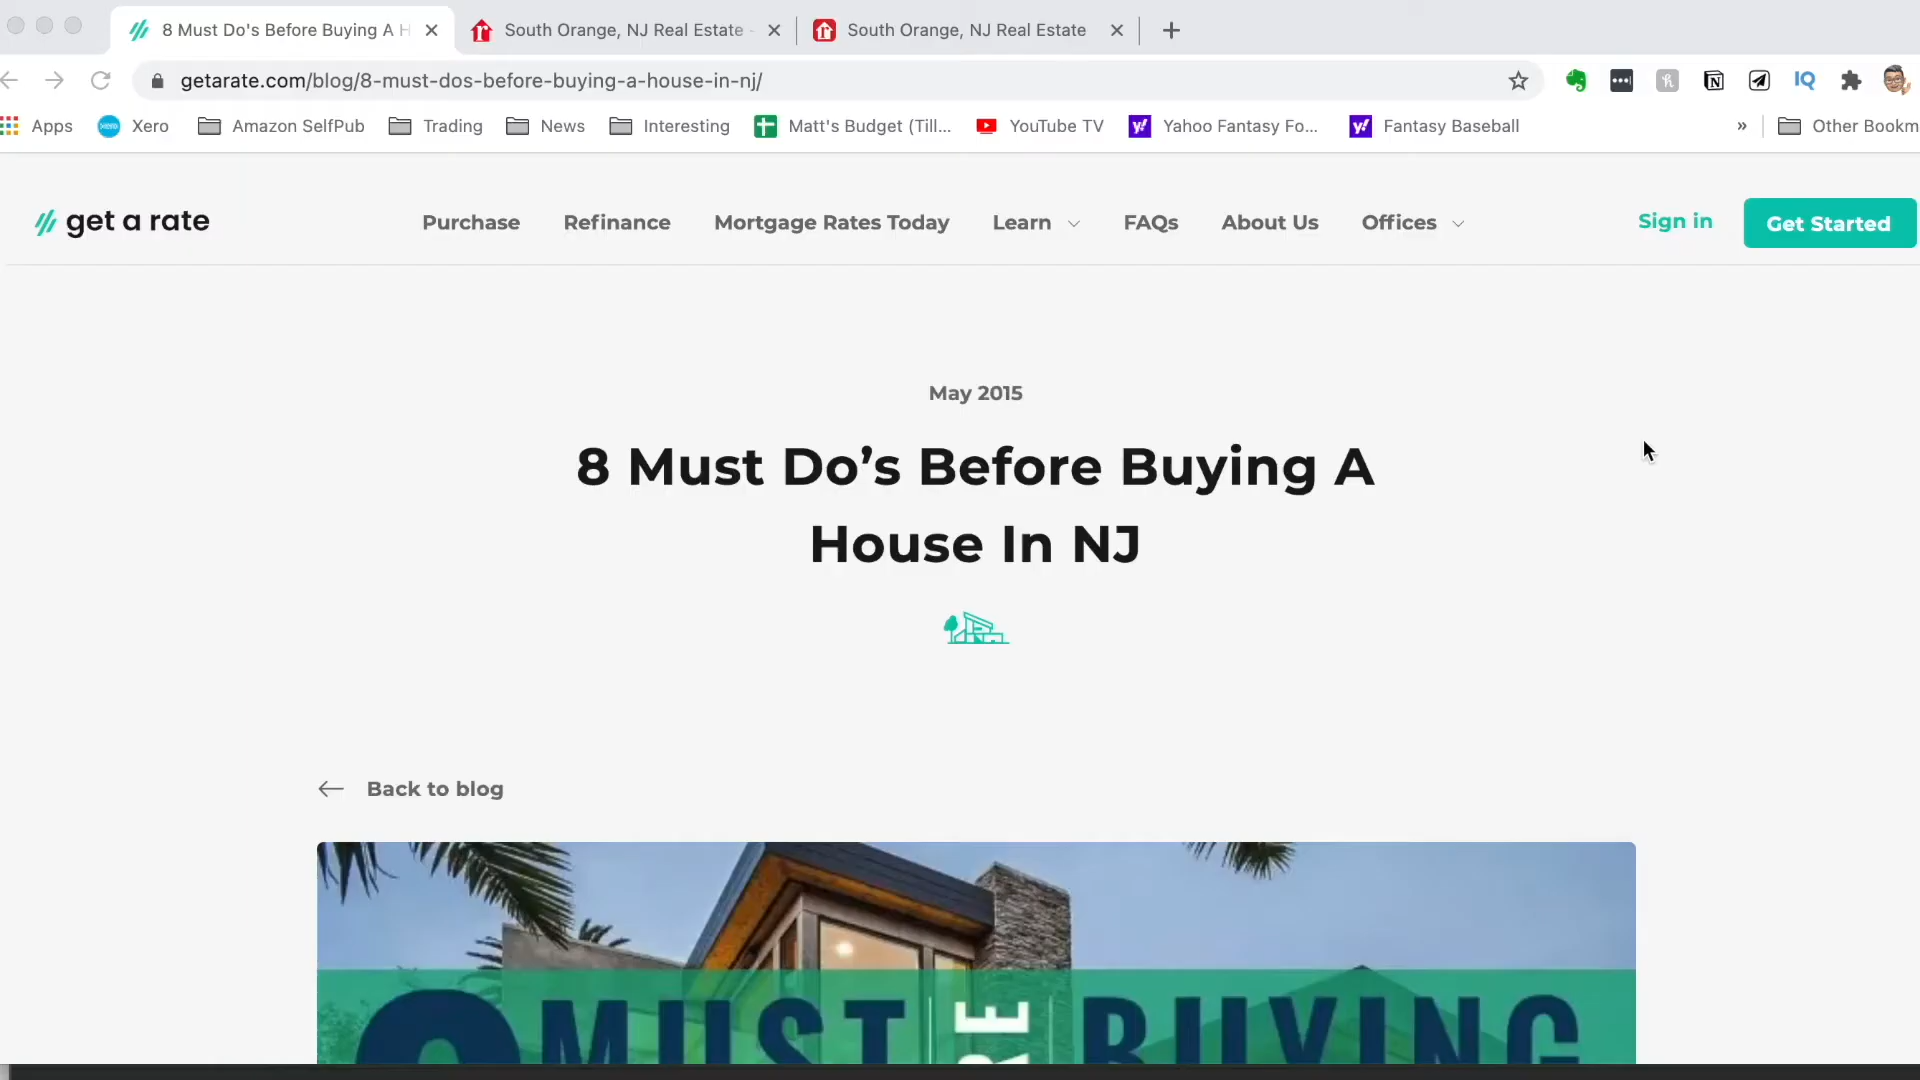 8 Must Do's Before Buying A H
South Orange, NJ Real Estate -
South Orange, NJ Real Estate
getarate.com/blog/8-must-dos-before-buying-a-house-in-nj/
Apps
Xero
Amazon SelfPub
Trading
News
Interesting
Matt's Budget (Till...
YouTube TV
Yahoo Fantasy Fo...
Fantasy Baseball
»
Other Bookm
get a rate
Purchase
Refinance
Mortgage Rates Today
Learn
FAQs
About Us
Offices
Sign in
Get Started
May 2015
8 Must Do’s Before Buying A
House In NJ
Back to blog
MUST
BUYING